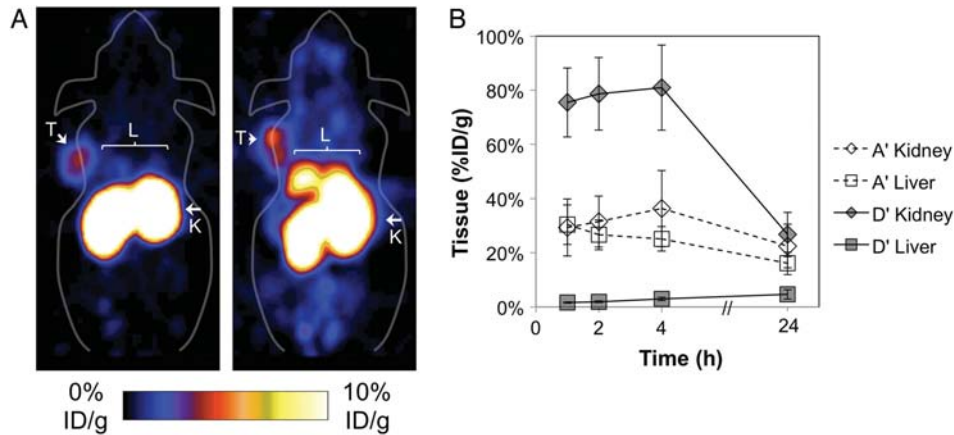 A
T
L
K
T
L
K
0%
ID/g
10%
ID/g
B
Tissue (%ID/g)
100%
80%
60%
40%
20%
0%
0 2 4 // 24
Time (h)
A' Kidney
A' Liver
D' Kidney
D' Liver